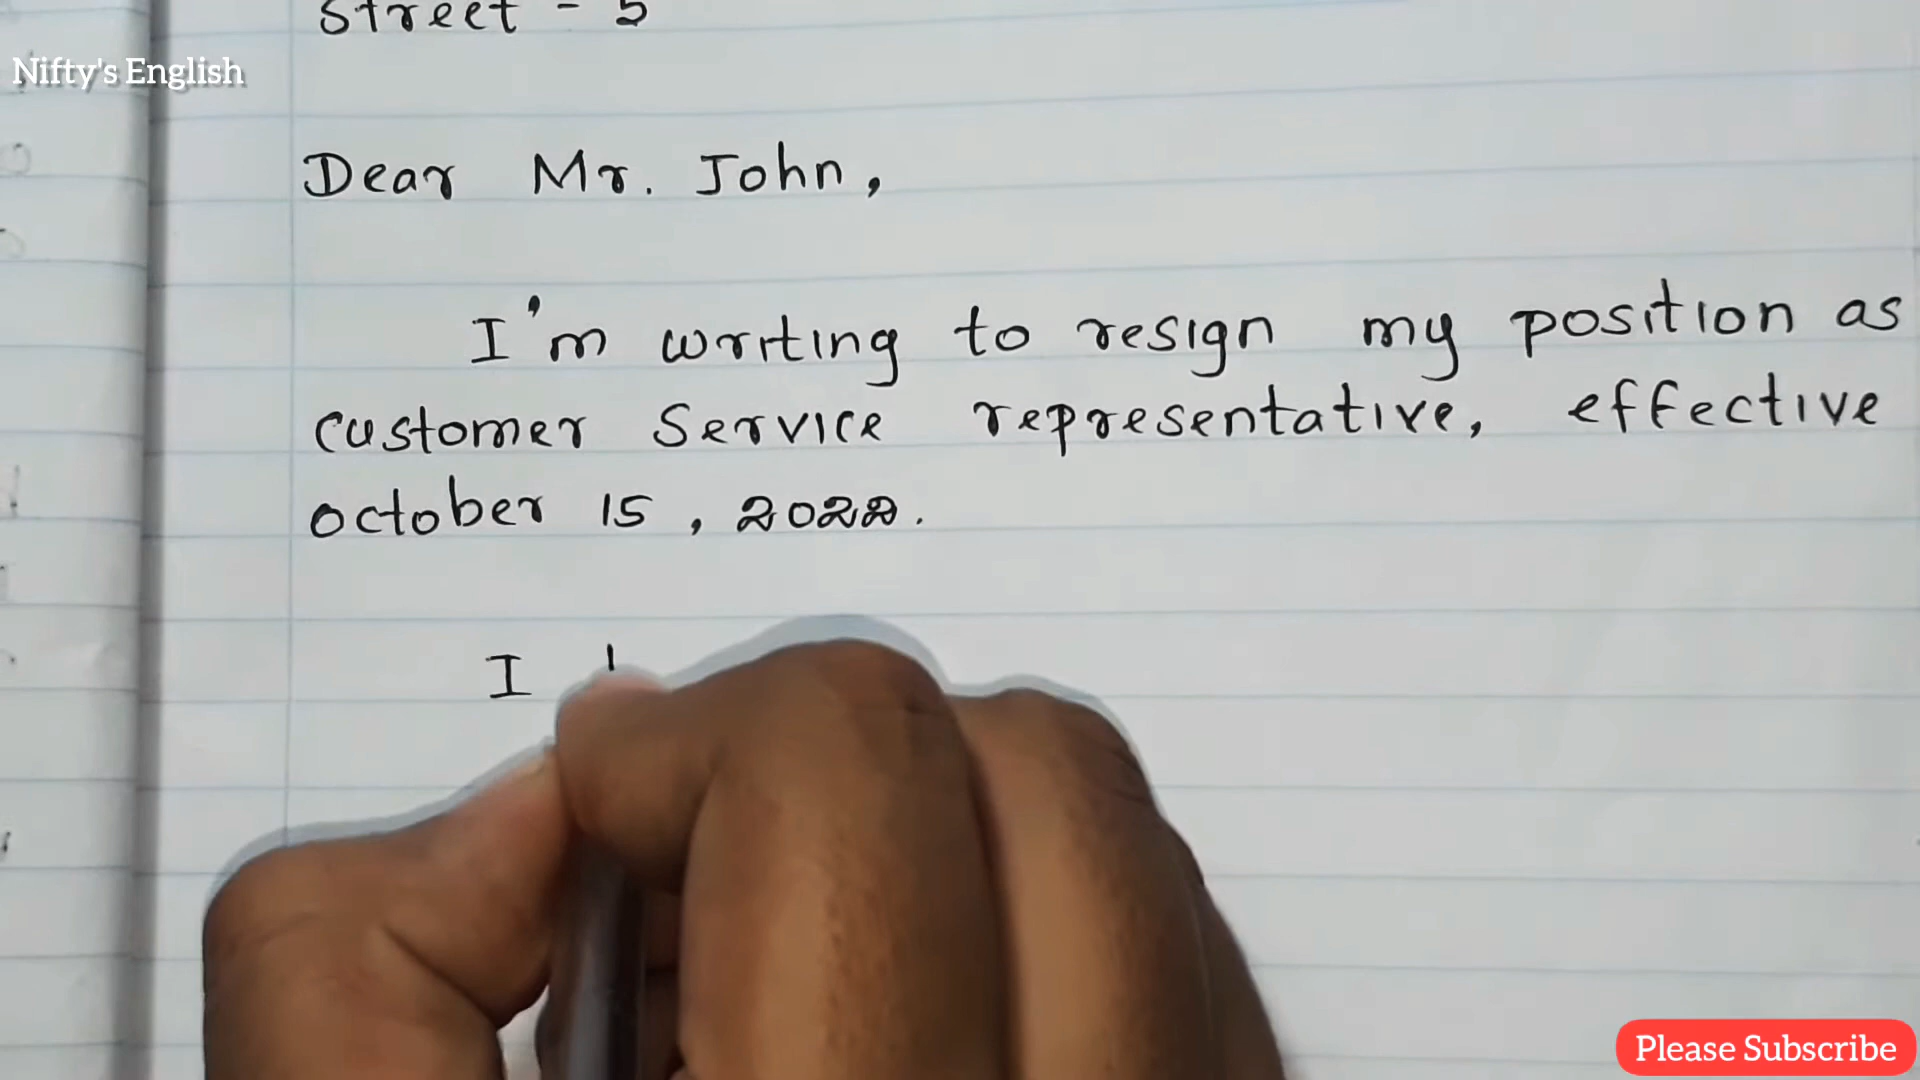 Street - 5
Nifty's English
Dear Mr. John,
I'm writing to resign my position as
customer Service representative, effective
october 15, 2022.
I
Please Subscribe